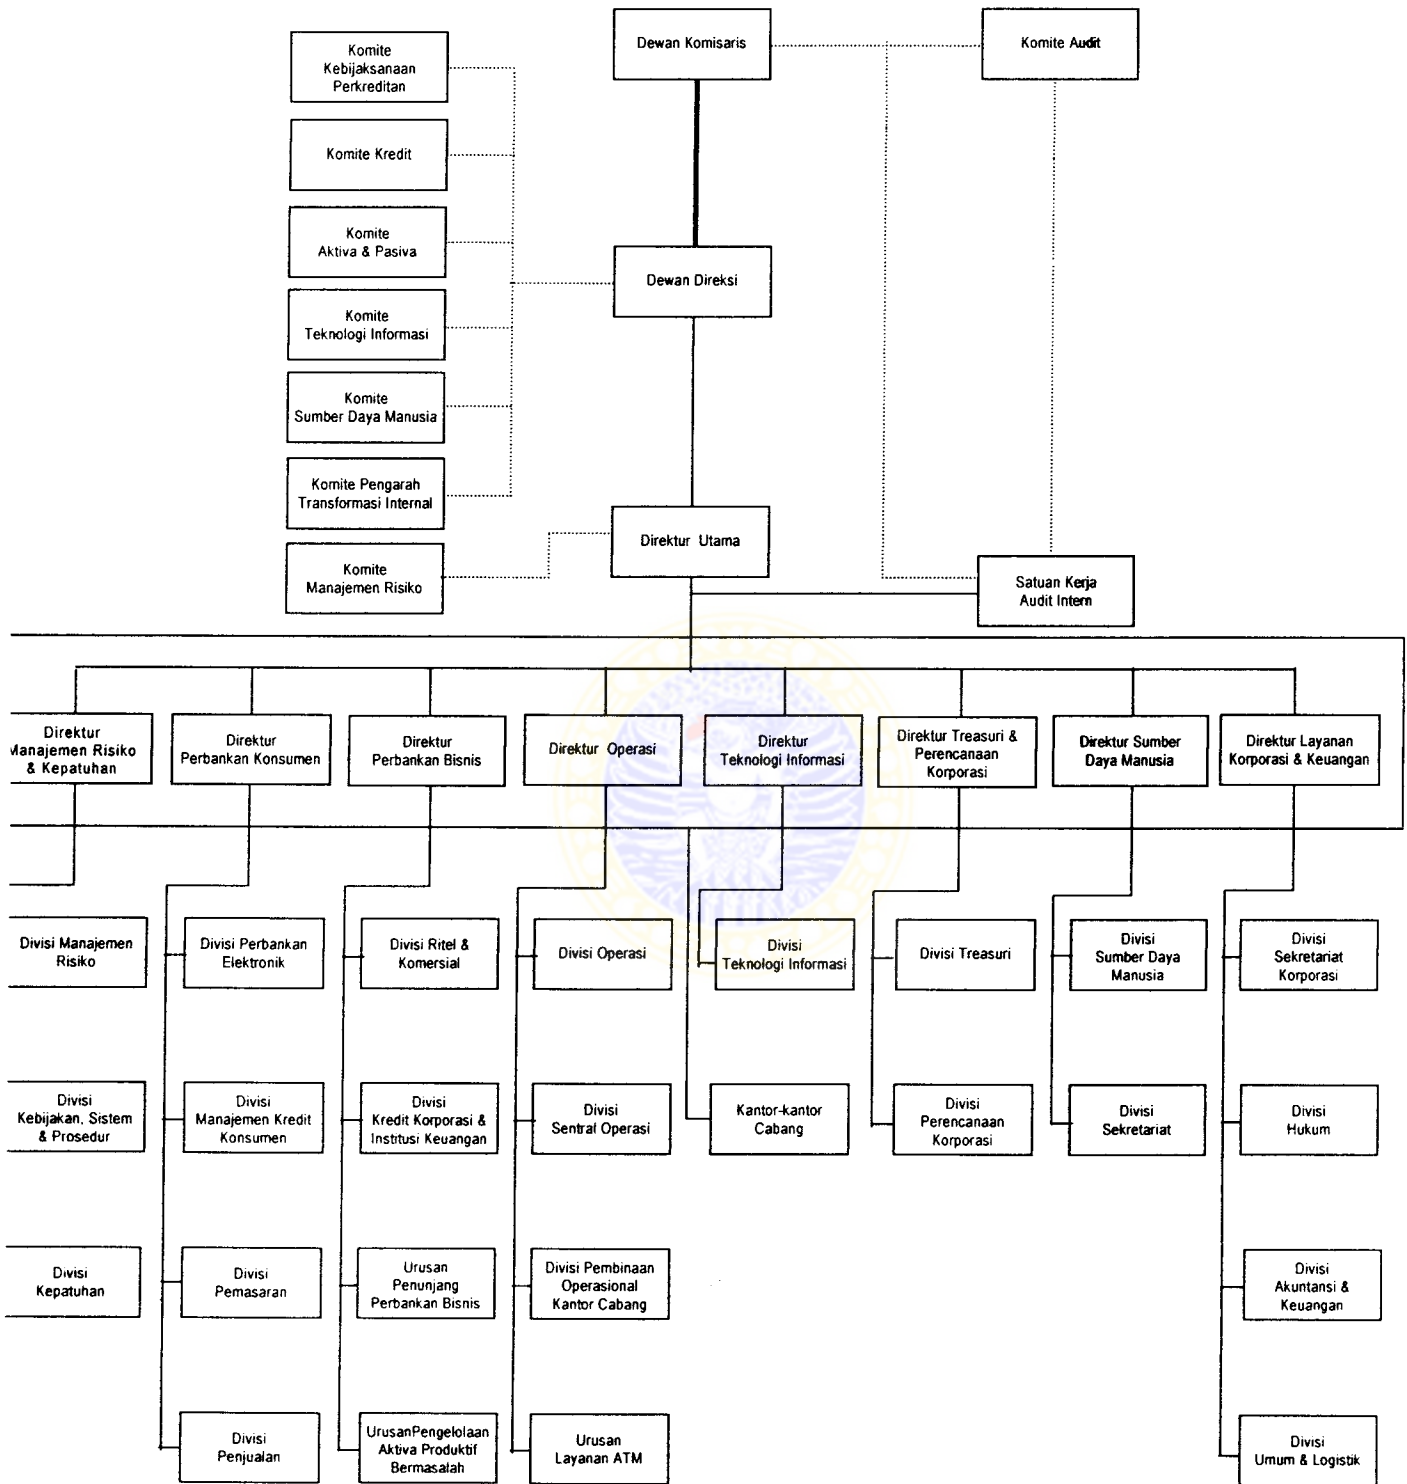 Dewan Komisaris
Komite Audit
Komite
Kebijaksanaan
Perkreditan
Komite Kredit
Komite
Aktiva & Pasiva
Dewan Direksi
Komite
Teknologi Informasi
Komite
Sumber Daya Manusia
Komite Pengarah
Transformasi Internal
Direktur Utama
Komite
Manajemen Risiko
Satuan Kerja
Audit Intern
Direktur
Manajemen Risiko
& Kepatuhan
Direktur
Perbankan Konsumen
Direktur
Perbankan Bisnis
Direktur Operasi
Direktur
Teknologi Informasi
Direktur Treasuri &
Perencanaan
Korporasi
Direktur Sumber
Daya Manusia
Direktur Layanan
Korporasi & Keuangan
Divisi Manajemen
Risiko
Divisi Perbankan
Elektronik
Divisi Ritel &
Komersial
Divisi Operasi
Divisi
Teknologi Informasi
Divisi Treasuri
Divisi
Sumber Daya
Manusia
Divisi
Sekretariat
Korporasi
Divisi
Kebijakan, Sistem
& Prosedur
Divisi
Manajemen Kredit
Konsumen
Divisi
Kredit Korporasi &
Institusi Keuangan
Divisi
Sentral Operasi
Kantor-kantor
Cabang
Divisi
Perencanaan
Korporasi
Divisi
Sekretariat
Divisi
Hukum
Divisi
Kepatuhan
Divisi
Pemasaran
Urusan
Penunjang
Perbankan Bisnis
Divisi Pembinaan
Operasional
Kantor Cabang
Divisi
Akuntansi &
Keuangan
Divisi
Penjualan
UrusanPengelolaan
Aktiva Produktif
Bermasalah
Urusan
Layanan ATM
Divisi
Umum & Logistik